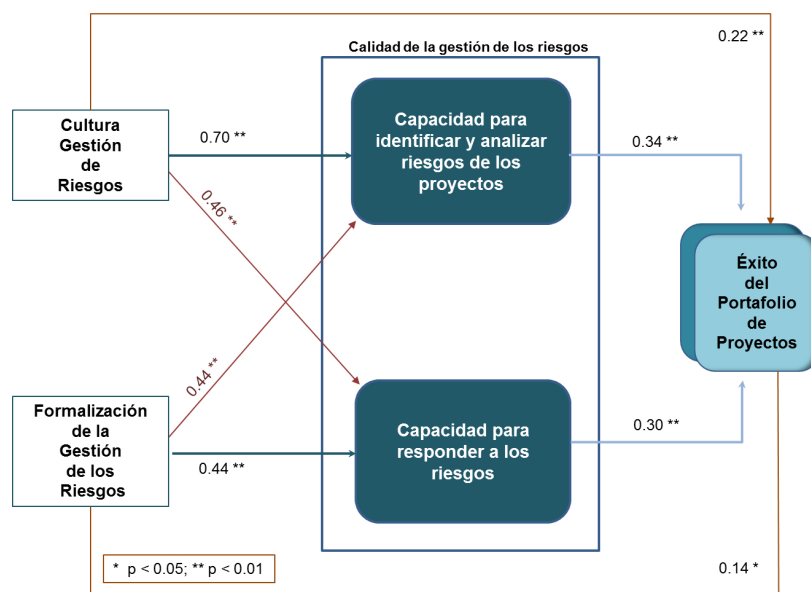 0.22 **
Calidad de la gestión de los riesgos
Cultura
Gestión
de
Riesgos
0.70 **
Capacidad para
identificar y analizar
riesgos de los
proyectos
0.34 **
0.46 **
Éxito
del
Portafolio
de
Proyectos
0.44 **
Formalización
de la
Gestión
de los
Riesgos
0.44 **
Capacidad para
responder a los
riesgos
0.30 **
* p < 0.05; ** p < 0.01
0.14 *